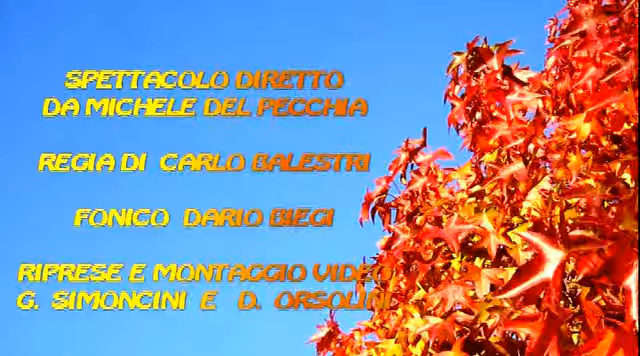 SPETTACOLO DIRETTO
DA MICHELE DEL PECCHIA
REGIA DI CARLO BALESTRI
FONICO DARIO BIEGI
RIPRESE E MONTAGGIO VIDEO
G. SIMONCINI E D. ORSOLINI